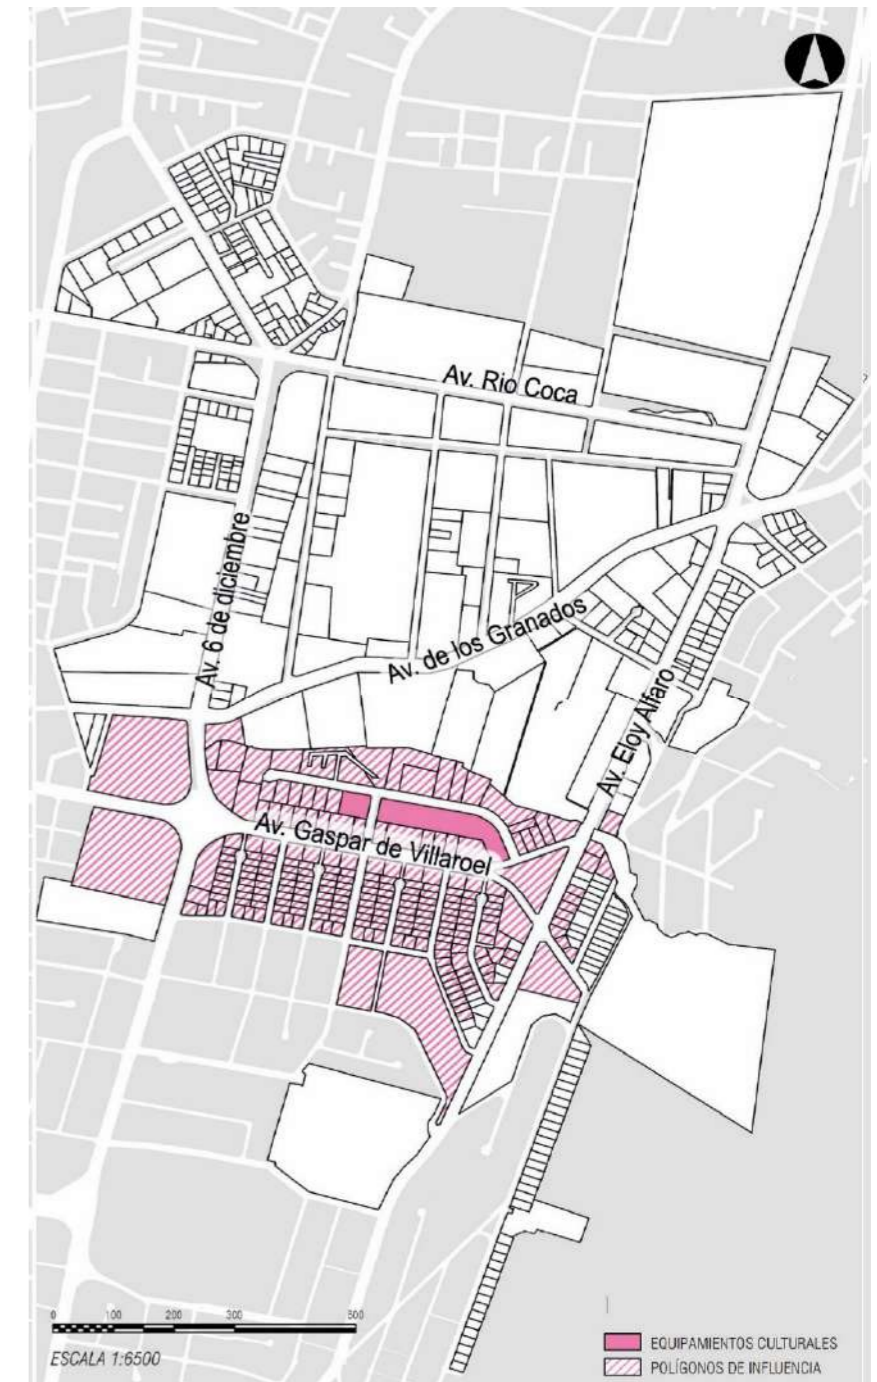 Av. Rio Coca
Av. 6 de diciembre
Av. de los Granados
Av. Eloy Alfaro
Av. Gaspar de Villaroel
0 100 200 300 500
ESCALA 1:6500
EQUIPAMIENTOS CULTURALES
POLÍGONOS DE INFLUENCIA